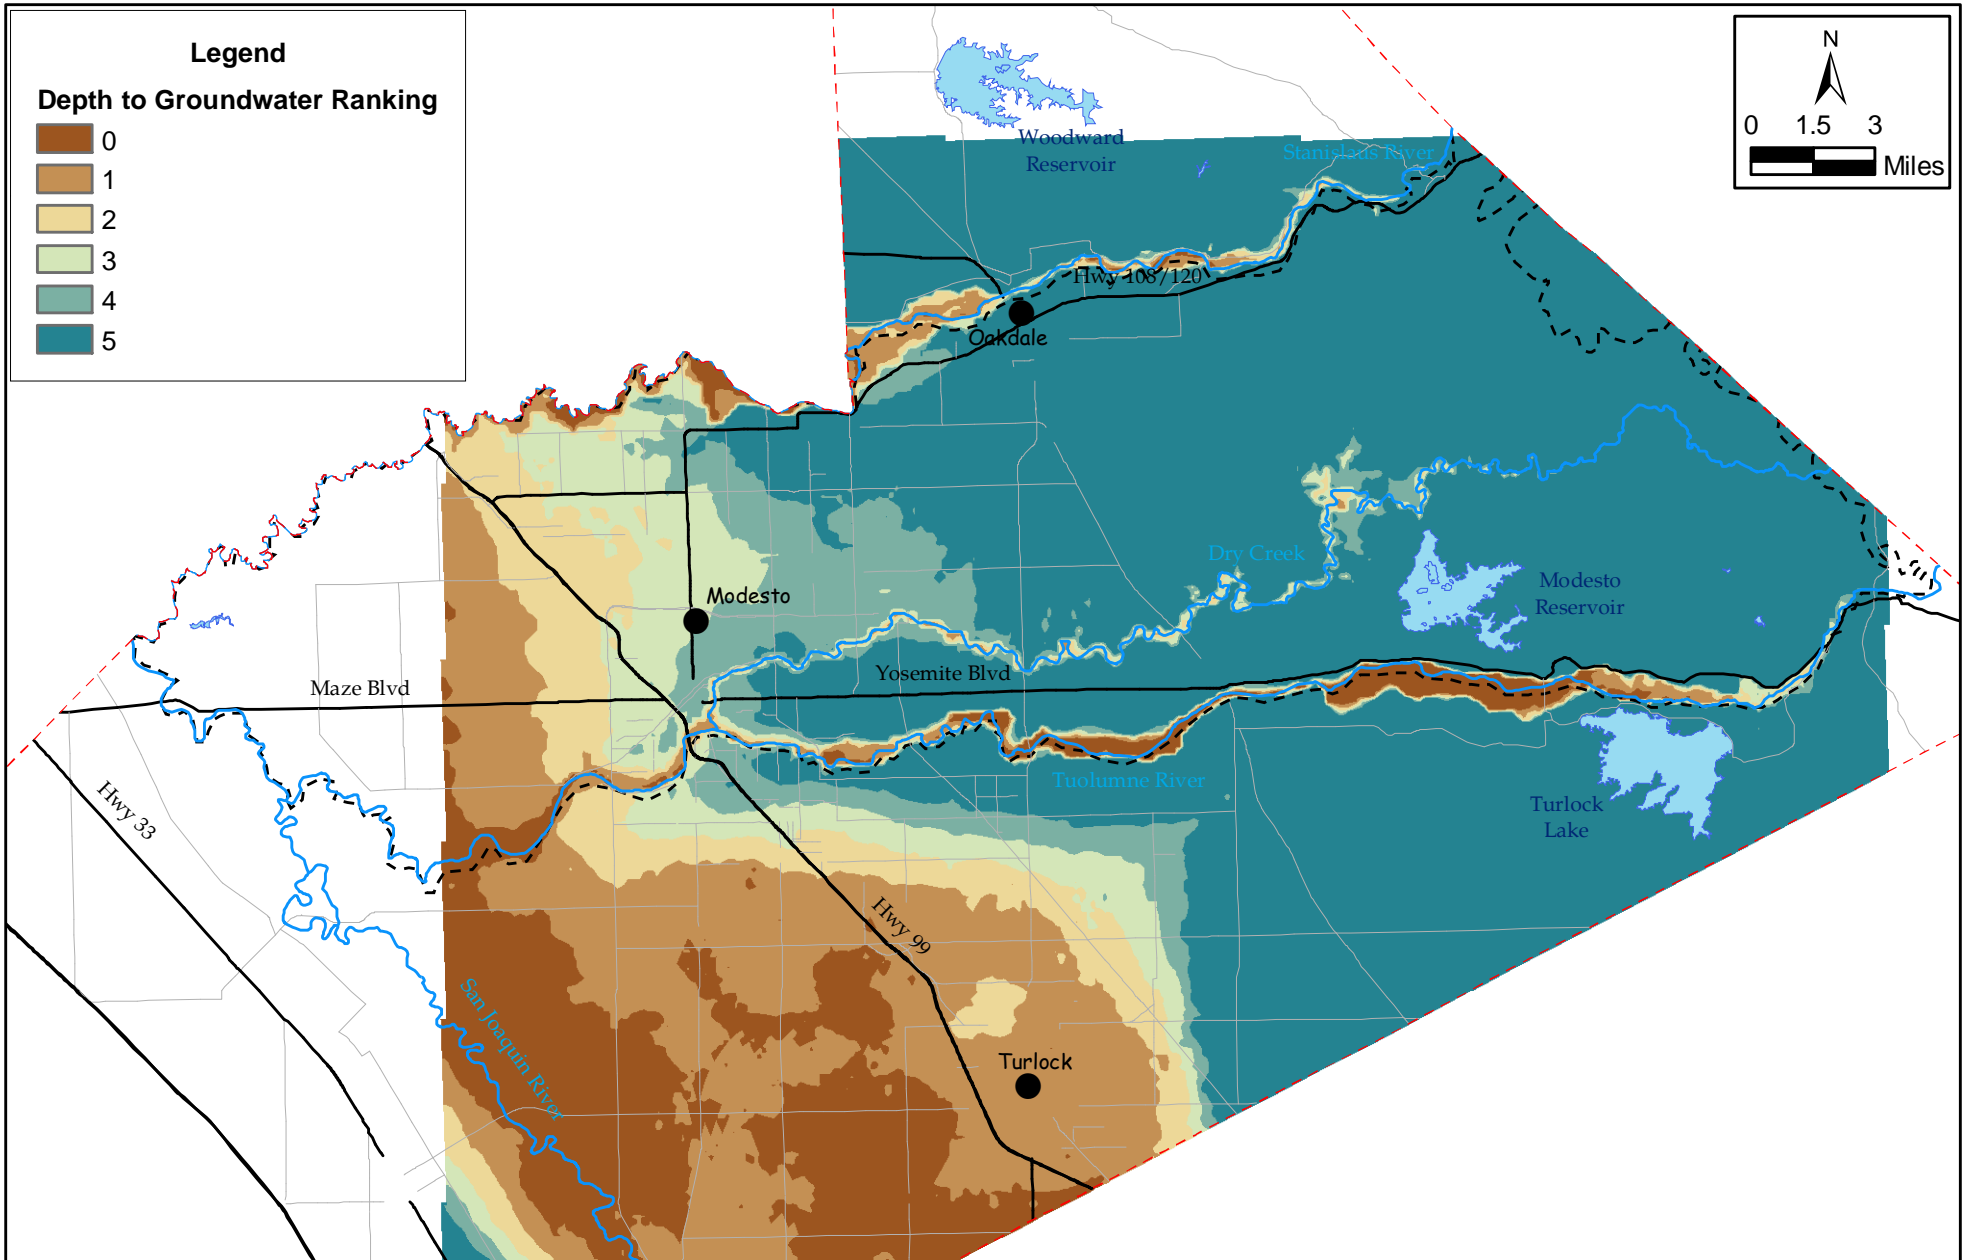 Legend
Depth to Groundwater Ranking
0
1
2
3
4
5
N
0 1.5 3
Miles
Woodward
Reservoir
Stanislaus River
Hwy 108/120
Oakdale
Dry Creek
Modesto
Reservoir
Modesto
Yosemite Blvd
Maze Blvd
Tuolumne River
Turlock
Lake
Hwy 33
Hwy 99
San Joaquin River
Turlock